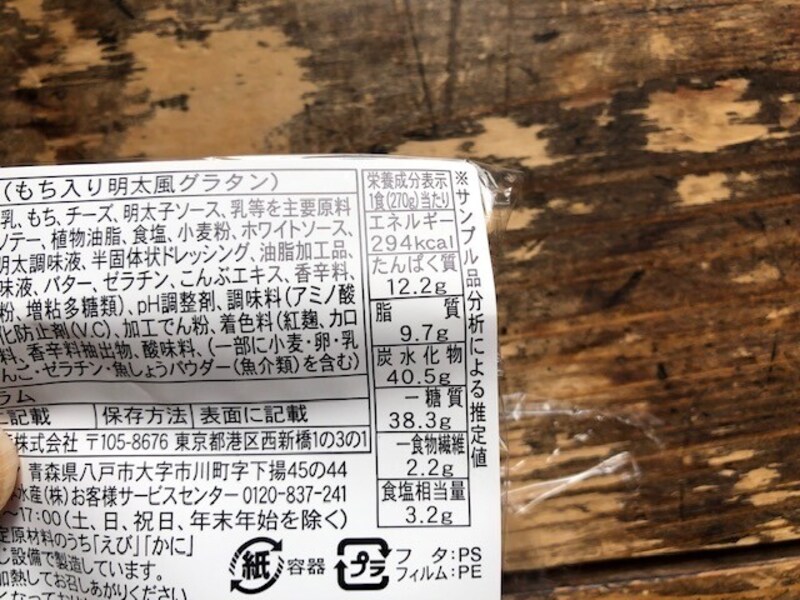 (もち入り明太風グラタン)
乳、もち、チーズ、明太子ソース、乳等を主要原料
ソテー、植物油脂、食塩、小麦粉、ホワイトソース、
明太調味液、半固体状ドレッシング、油脂加工品、
味液、バター、ゼラチン、こんぶエキス、香辛料、
粉、増粘多糖類)、pH調整剤、調味料(アミノ酸
化防止剤(V.C)、加工でん粉、着色料(紅麹、カロ
料、香辛料抽出物、酸味料、(一部に小麦・卵・乳
んご・ゼラチン・魚しょうパウダー(魚介類)を含む)
ラム
に記載 保存方法 表面に記載
株式会社 〒105-8676 東京都港区西新橋1の3の1
青森県八戸市大字市川町字下揚45の44
水産(株)お客様サービスセンター 0120-837-241
~17:00(土、日、祝日、年末年始を除く)
定原材料のうち「えび」「かに」
じ設備で製造しています。
加熱してお召しあがりください
紙 容器
プラ
フタ:PS
フィルム:PE
栄養成分表示
1食(270g)当たり
エネルギー
294kcal
たんぱく質
12.2g
脂質
9.7g
炭水化物
40.5g
―糖質
38.3g
―食物繊維
2.2g
食塩相当量
3.2g
※サンプル品分析による推定値